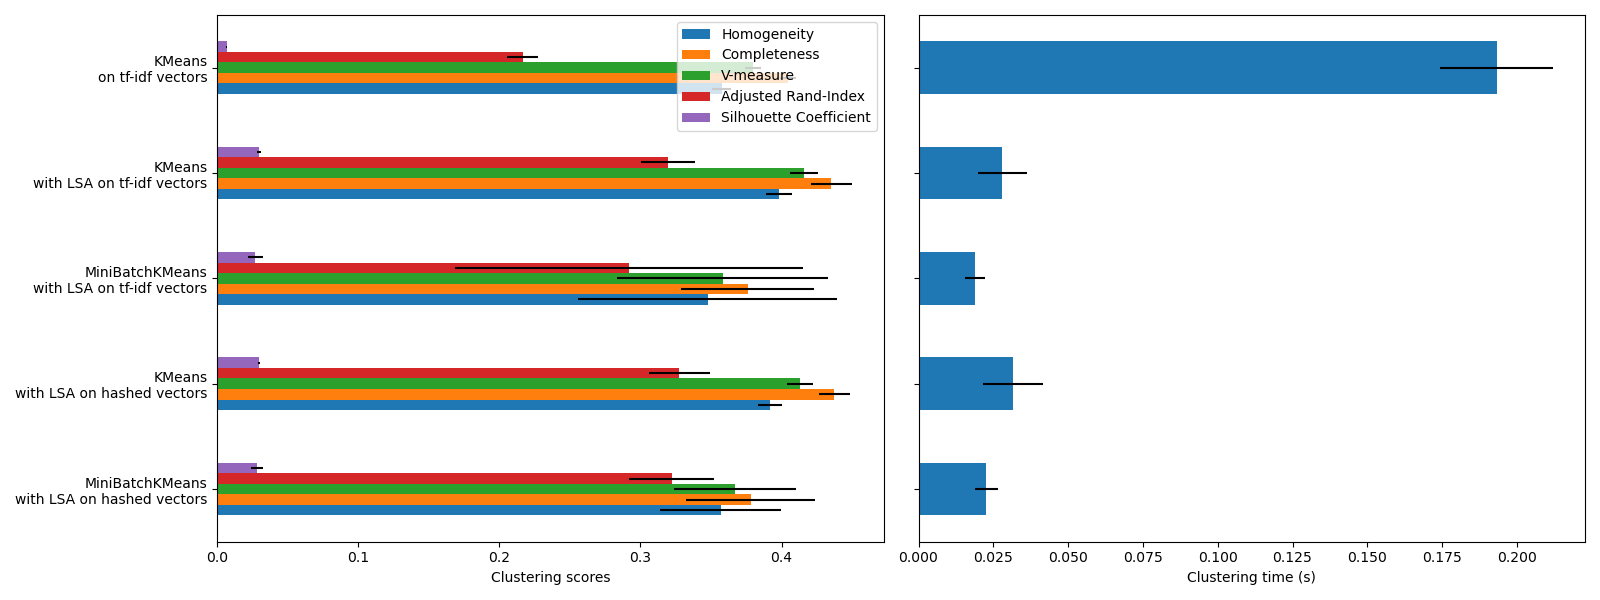 KMeans
on tf-idf vectors
KMeans
with LSA on tf-idf vectors
MiniBatchKMeans
with LSA on tf-idf vectors
KMeans
with LSA on hashed vectors
MiniBatchKMeans
with LSA on hashed vectors
Homogeneity
Completeness
V-measure
Adjusted Rand-Index
Silhouette Coefficient
0.0 0.1 0.2 0.3 0.4
Clustering scores
0.000 0.025 0.050 0.075 0.100 0.125 0.150 0.175 0.200
Clustering time (s)